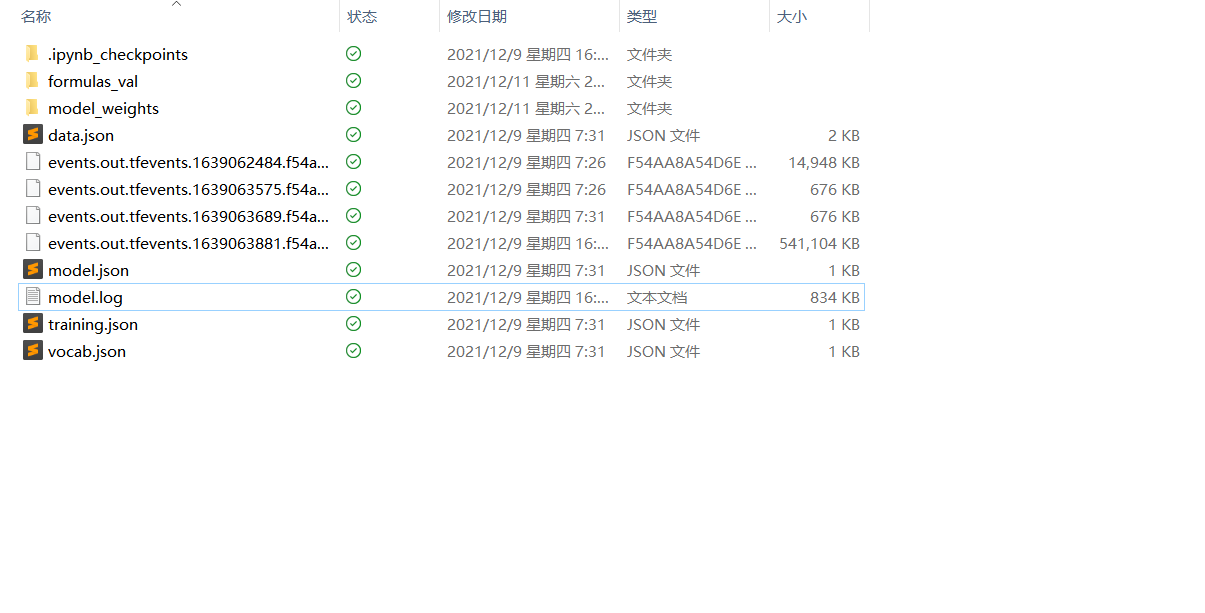 名称 状态 修改日期 类型 大小
.ipynb_checkpoints 2021/12/9 星期四 16:... 文件夹
formulas_val 2021/12/11 星期六 2... 文件夹
model_weights 2021/12/11 星期六 2... 文件夹
data.json 2021/12/9 星期四 7:31 JSON 文件 2 KB
events.out.tfevents.1639062484.f54a... 2021/12/9 星期四 7:26 F54AA8A54D6E ... 14,948 KB
events.out.tfevents.1639063575.f54a... 2021/12/9 星期四 7:26 F54AA8A54D6E ... 676 KB
events.out.tfevents.1639063689.f54a... 2021/12/9 星期四 7:31 F54AA8A54D6E ... 676 KB
events.out.tfevents.1639063881.f54a... 2021/12/9 星期四 16:... F54AA8A54D6E ... 541,104 KB
model.json 2021/12/9 星期四 7:31 JSON 文件 1 KB
model.log 2021/12/9 星期四 16:... 文本文档 834 KB
training.json 2021/12/9 星期四 7:31 JSON 文件 1 KB
vocab.json 2021/12/9 星期四 7:31 JSON 文件 1 KB